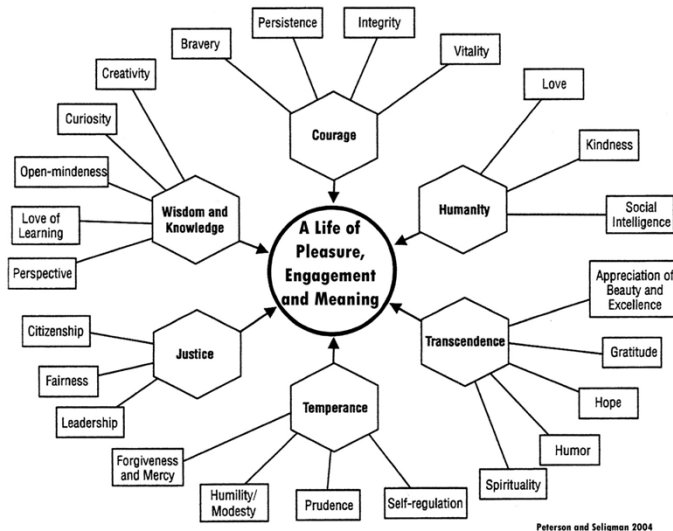 Persistence
Integrity
Bravery
Vitality
Courage
Creativity
Curiosity
Open-mindeness
Love of
Learning
Perspective
Wisdom and
Knowledge
Love
Kindness
Social
Intelligence
Humanity
A Life of
Pleasure,
Engagement
and Meaning
Citizenship
Fairness
Leadership
Justice
Appreciation of
Beauty and
Excellence
Gratitude
Hope
Humor
Spirituality
Transcendence
Temperance
Forgiveness
and Mercy
Humility/
Modesty
Prudence
Self-regulation
Peterson and Seligman 2004